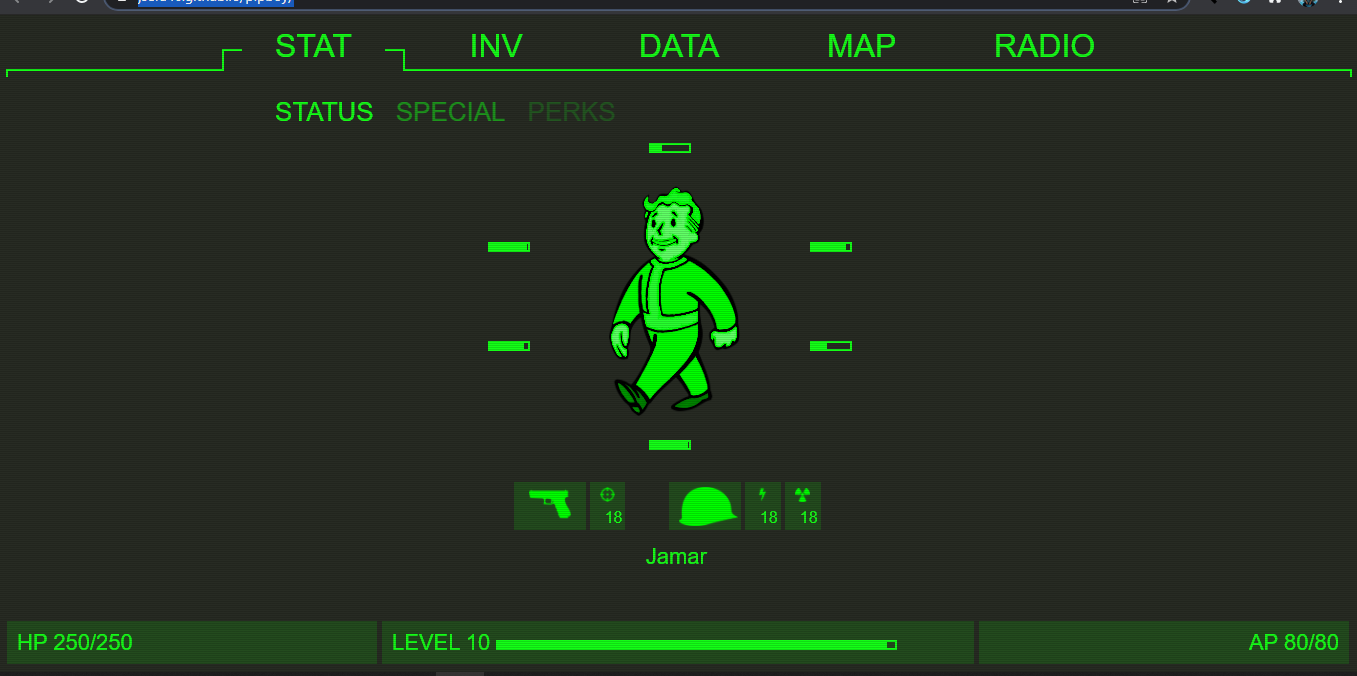 STAT INV DATA MAP RADIO
STATUS SPECIAL PERKS
18 18 18
Jamar
HP 250/250 LEVEL 10 AP 80/80